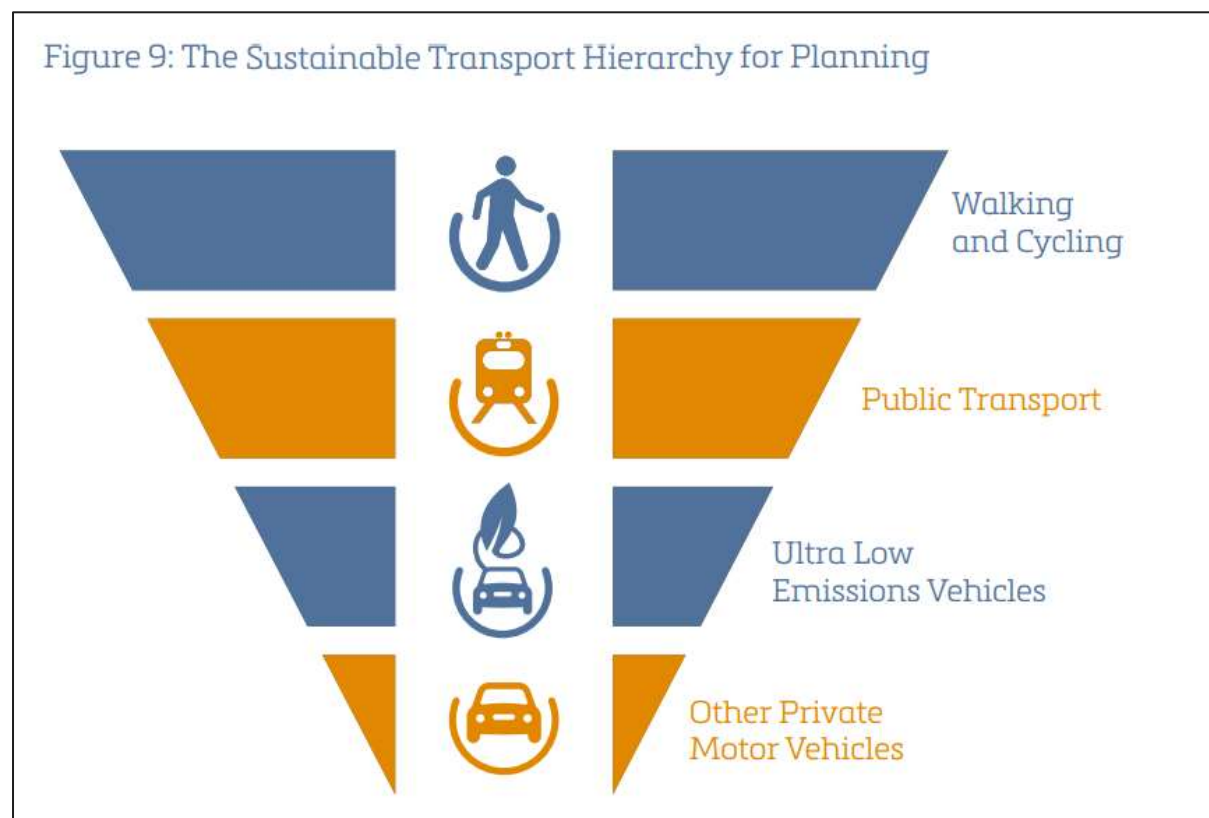 Figure 9: The Sustainable Transport Hierarchy for Planning
Walking
and Cycling
Public Transport
Ultra Low
Emissions Vehicles
Other Private
Motor Vehicles